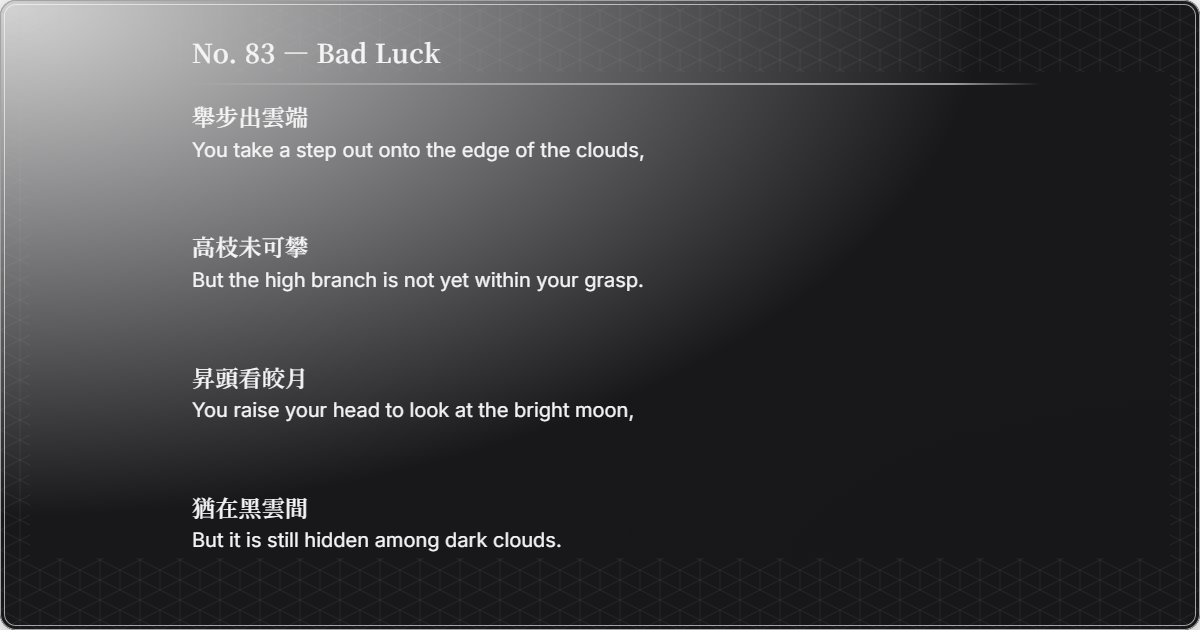 No. 83 — Bad Luck
舉步出雲端
You take a step out onto the edge of the clouds,
高枝未可攀
But the high branch is not yet within your grasp.
昇頭看皎月
You raise your head to look at the bright moon,
猶在黑雲間
But it is still hidden among dark clouds.